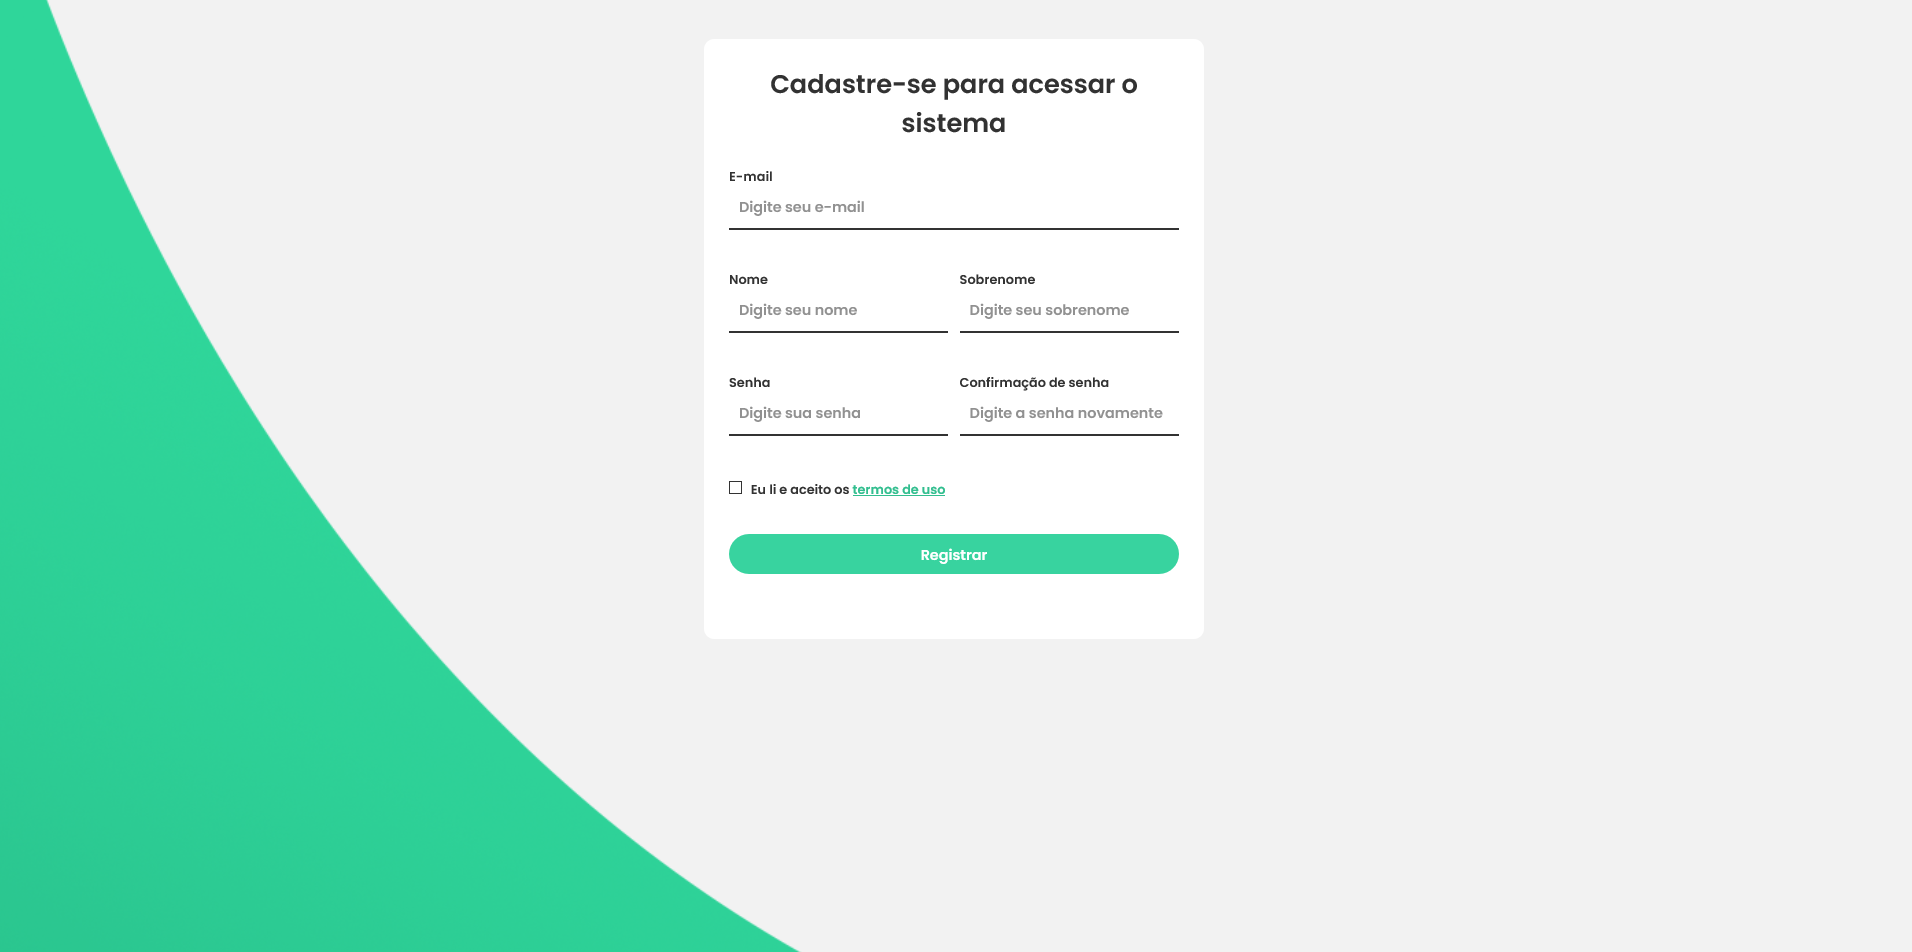 Cadastre-se para acessar o
sistema
E-mail
Digite seu e-mail
Nome
Sobrenome
Digite seu nome
Digite seu sobrenome
Senha
Confirmação de senha
Digite sua senha
Digite a senha novamente
Eu li e aceito os termos de uso
Registrar